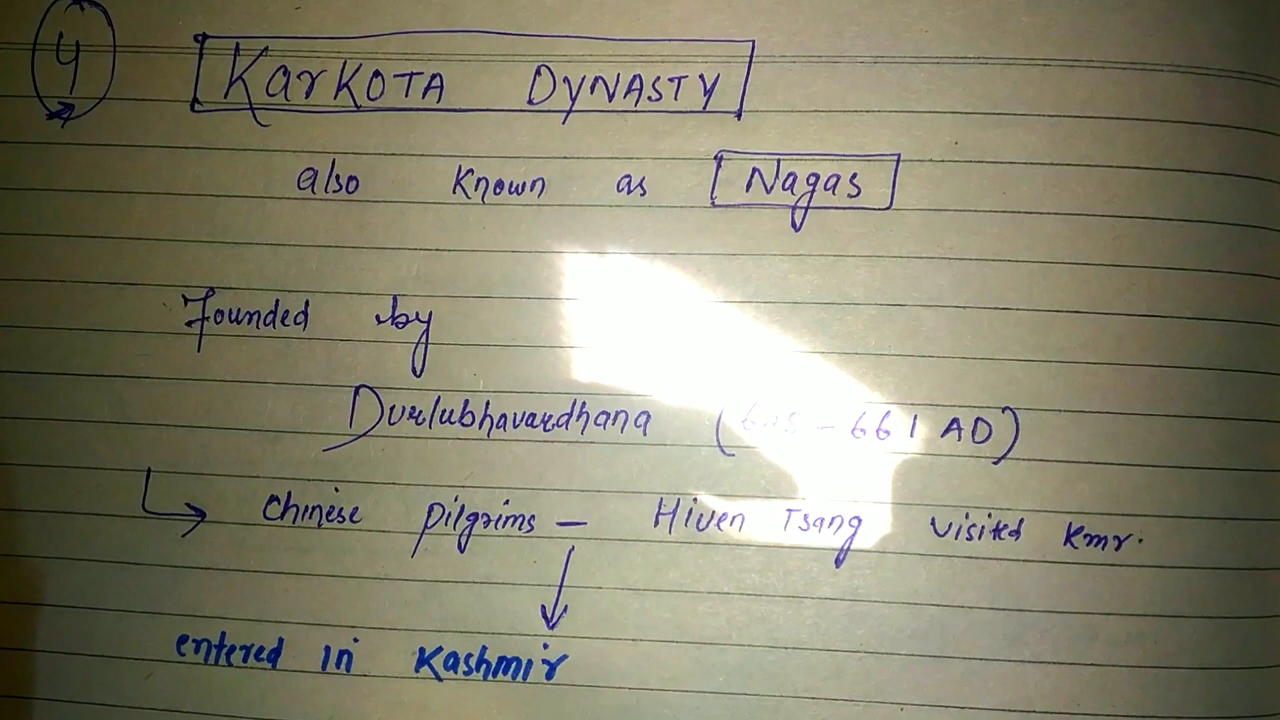 4
KarKOTA DYNASTY
also known as Nagas
Founded by
Durlubhavardhana ( - 661 AD)
Chinese pilgrims - Hiven Tsang visited Kmr.
entered in Kashmir